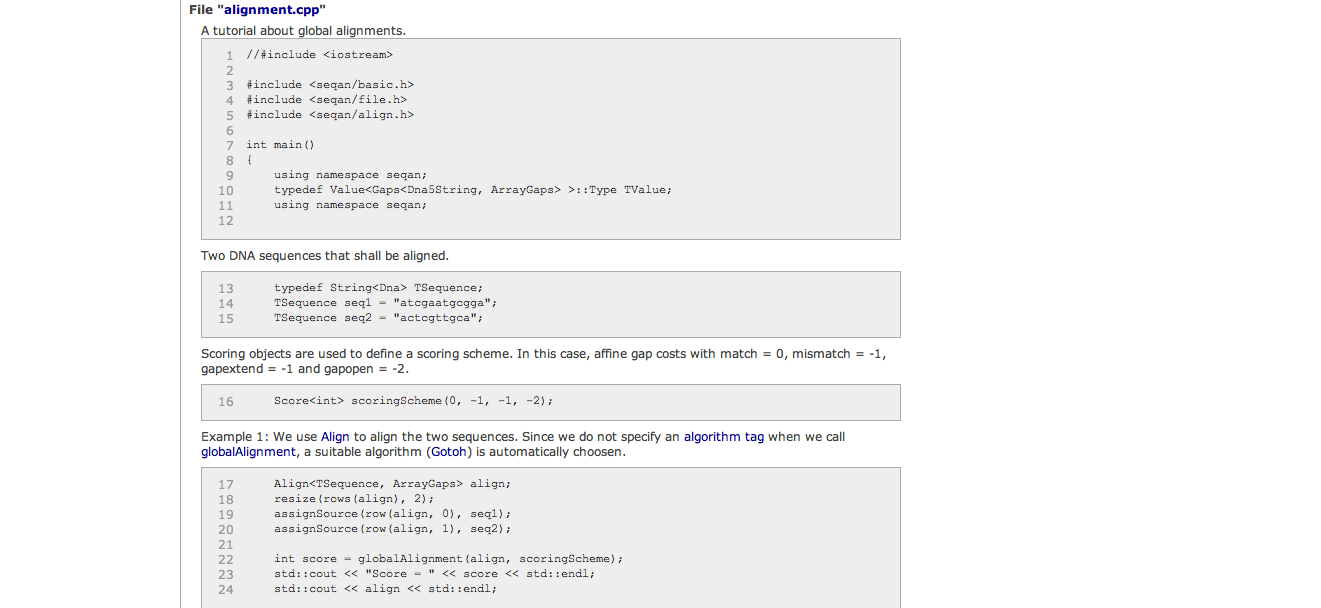 File "alignment.cpp"
A tutorial about global alignments.
1 //#include <iostream>
2
3 #include <seqan/basic.h>
4 #include <seqan/file.h>
5 #include <seqan/align.h>
6
7 int main()
8 {
9     using namespace seqan;
10     typedef Value<Gaps<Dna5String, ArrayGaps> >::Type TValue;
11     using namespace seqan;
12
Two DNA sequences that shall be aligned.
13     typedef String<Dna> TSequence;
14     TSequence seq1 = "atcgaatgcgga";
15     TSequence seq2 = "actcgttgca";
Scoring objects are used to define a scoring scheme. In this case, affine gap costs with match = 0, mismatch = -1,
gapextend = -1 and gapopen = -2.
16     Score<int> scoringScheme(0, -1, -1, -2);
Example 1: We use Align to align the two sequences. Since we do not specify an algorithm tag when we call
globalAlignment, a suitable algorithm (Gotoh) is automatically choosen.
17     Align<TSequence, ArrayGaps> align;
18     resize(rows(align), 2);
19     assignSource(row(align, 0), seq1);
20     assignSource(row(align, 1), seq2);
21
22     int score = globalAlignment(align, scoringScheme);
23     std::cout << "Score = " << score << std::endl;
24     std::cout << align << std::endl;